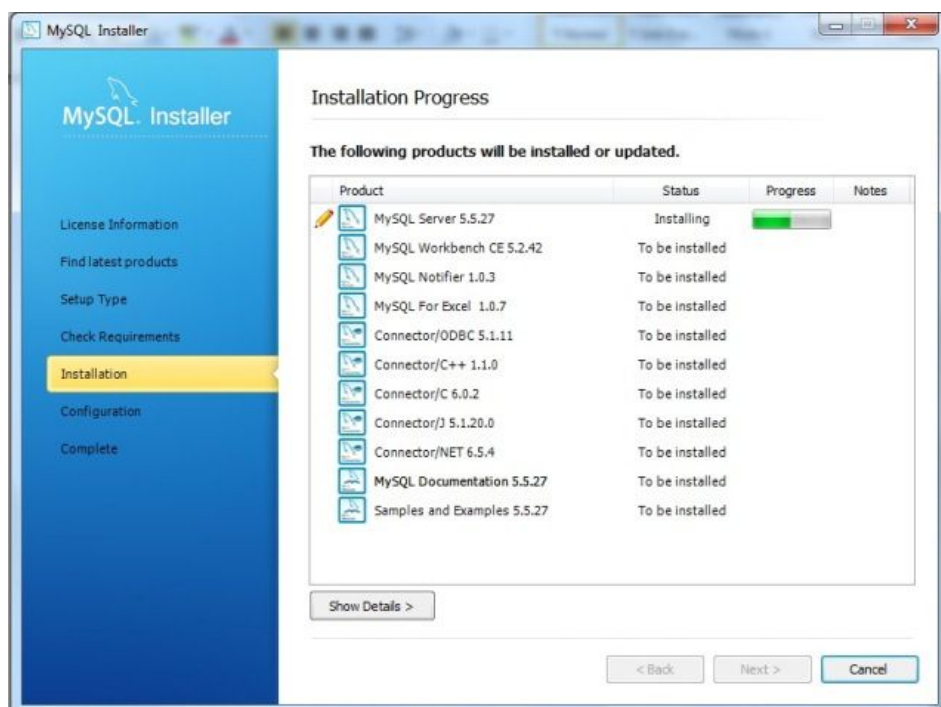 MySQL Installer
MySQL. Installer
License Information
Find latest products
Setup Type
Check Requirements
Installation
Configuration
Complete
Installation Progress
The following products will be installed or updated.
Product Status Progress Notes
MySQL Server 5.5.27 Installing
MySQL Workbench CE 5.2.42 To be installed
MySQL Notifier 1.0.3 To be installed
MySQL For Excel 1.0.7 To be installed
Connector/ODBC 5.1.11 To be installed
Connector/C++ 1.1.0 To be installed
Connector/C 6.0.2 To be installed
Connector/J 5.1.20.0 To be installed
Connector/NET 6.5.4 To be installed
MySQL Documentation 5.5.27 To be installed
Samples and Examples 5.5.27 To be installed
Show Details >
< Back Next > Cancel